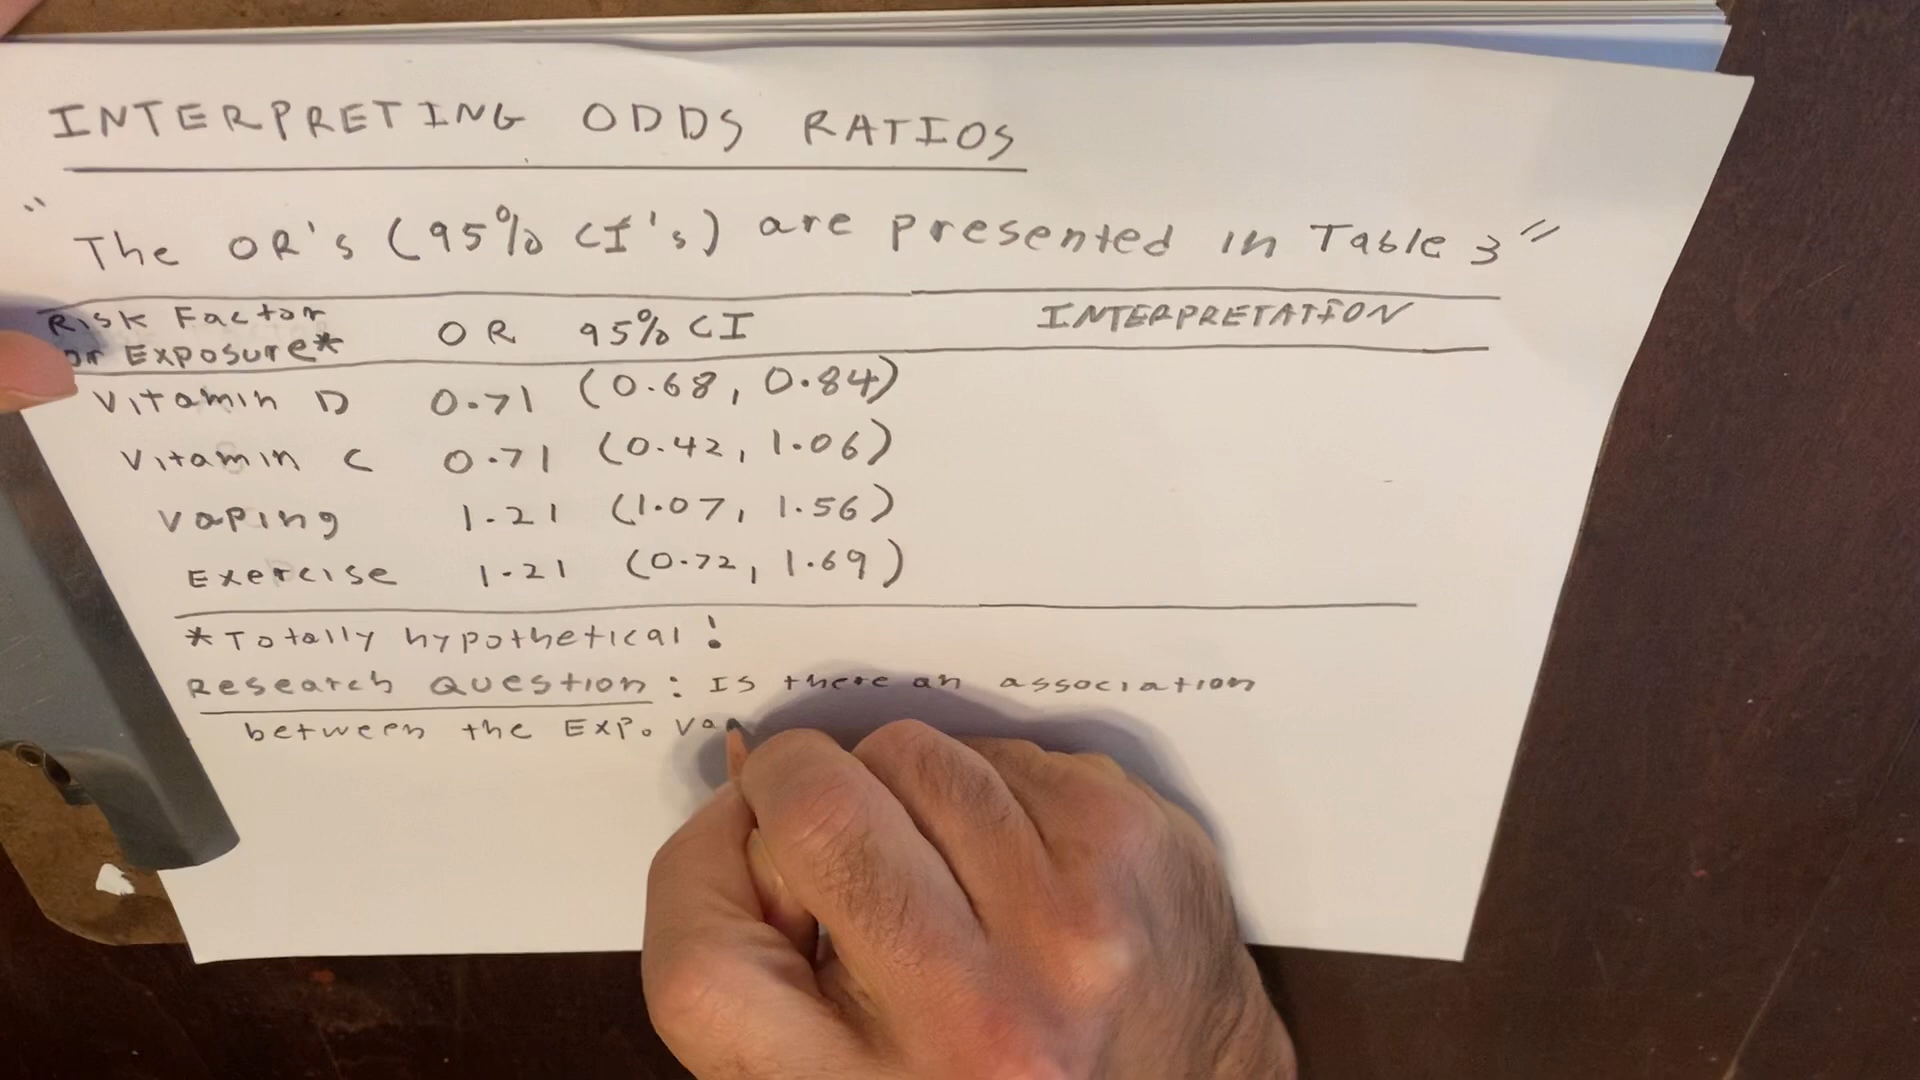 INTERPRETING ODDS RATIOS
"The OR's (95% CI's) are presented in Table 3"
Risk Factor or Exposure* OR 95% CI INTERPRETATION
Vitamin D 0.71 (0.68, 0.84)
Vitamin C 0.71 (0.42, 1.06)
Vaping 1.21 (1.07, 1.56)
Exercise 1.21 (0.72, 1.69)
*Totally hypothetical!
Research Question: Is there an association
between the Exp. Va